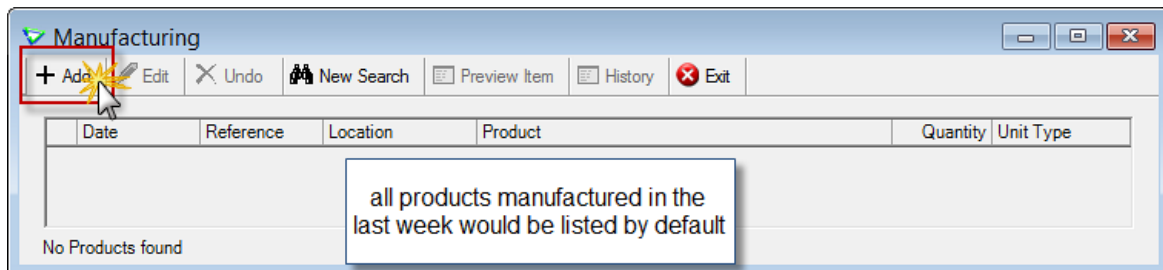 Manufacturing
Add Edit Undo New Search Preview Item History Exit
Date Reference Location Product Quantity Unit Type
all products manufactured in the
last week would be listed by default
No Products found